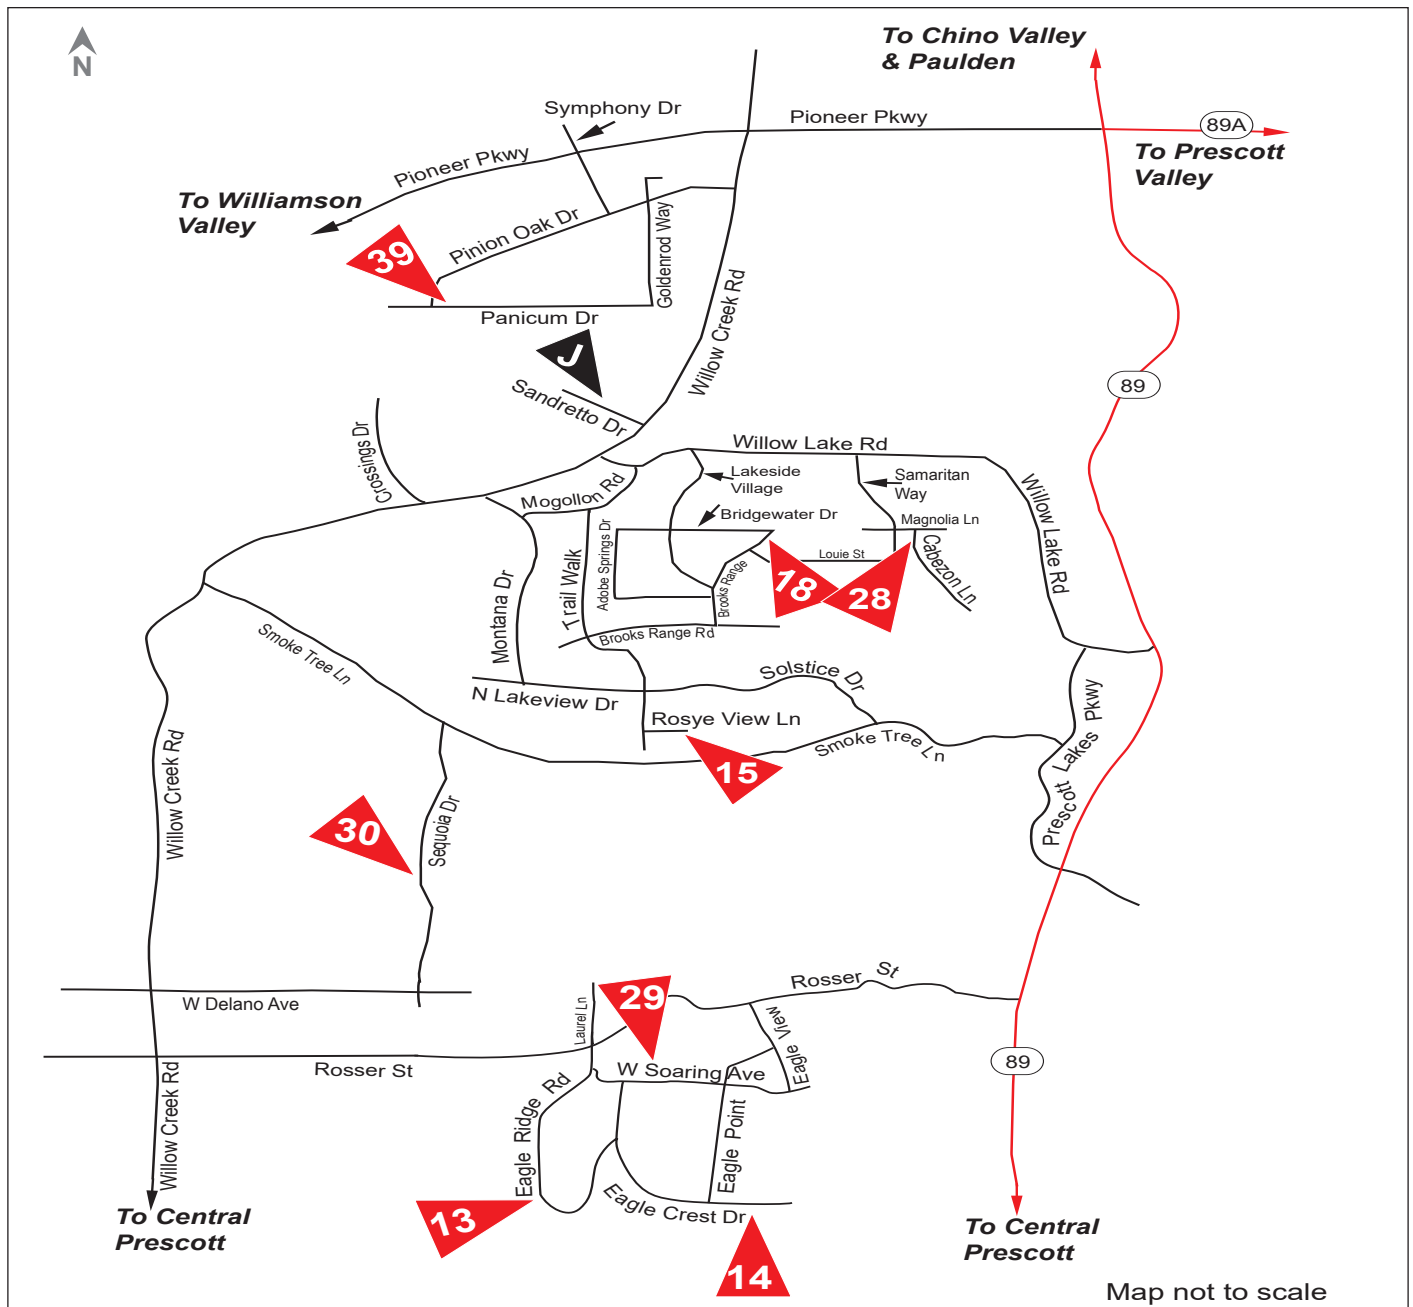 To Chino Valley
& Paulden
N
Symphony Dr
Pioneer Pkwy
89A
Pioneer Pkwy
To Prescott
Valley
To Williamson
Valley
39
Pinion Oak Dr
Goldenrod Way
Panicum Dr
Willow Creek Rd
J
Sandretto Dr
89
Crossings Dr
Willow Lake Rd
Lakeside
Village
Samaritan
Way
Mogollon Rd
Bridgewater Dr
Magnolia Ln
Willow Lake Rd
Adobe Springs Dr
Louie St
Cabezon Ln
Trail Walk
Montana Dr
Brooks Range
18
28
Smoke Tree Ln
Brooks Range Rd
Solstice Dr
N Lakeview Dr
Rosye View Ln
Smoke Tree Ln
Prescott Lakes Pkwy
15
Willow Creek Rd
30
Sequoia Dr
W Delano Ave
29
Rosser St
Laurel Ln
Eagle View
Rosser St
W Soaring Ave
89
Willow Creek Rd
Eagle Ridge Rd
Eagle Point
Eagle Crest Dr
13
14
To Central
Prescott
To Central
Prescott
Map not to scale